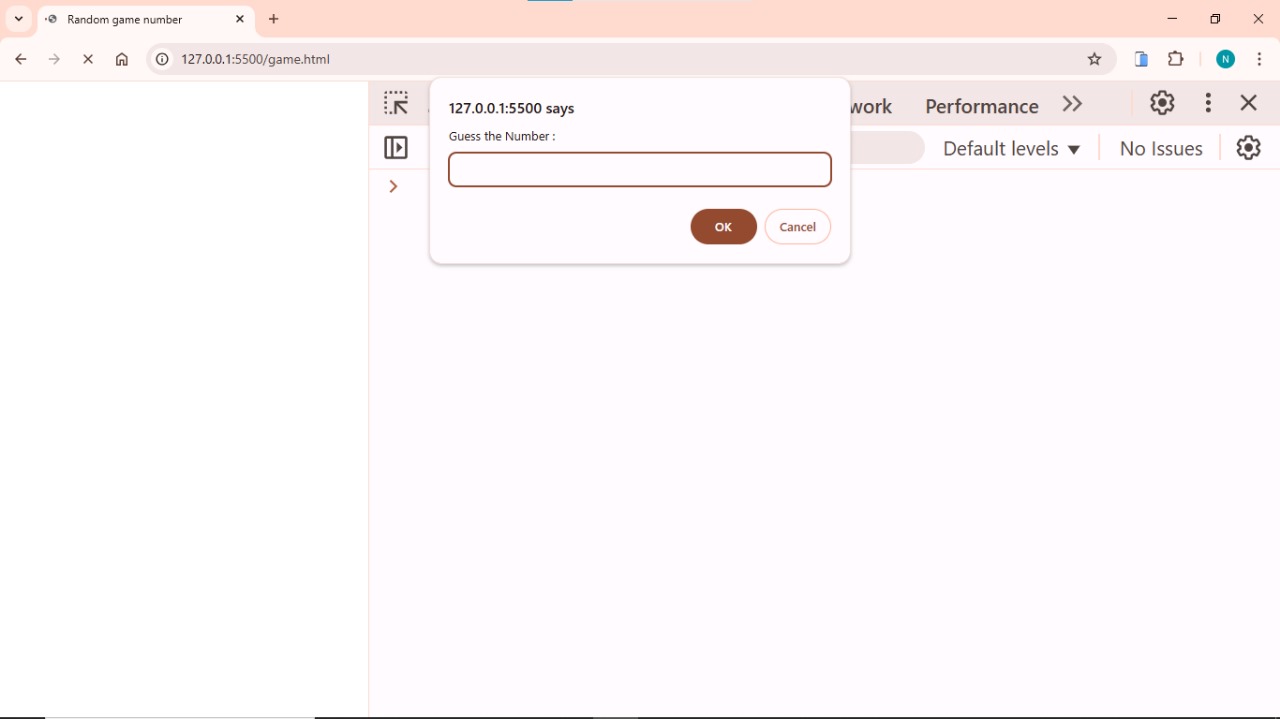 Random game number
127.0.0.1:5500/game.html
N
127.0.0.1:5500 says
Guess the Number :
OK
Cancel
work
Performance
Default levels
No Issues